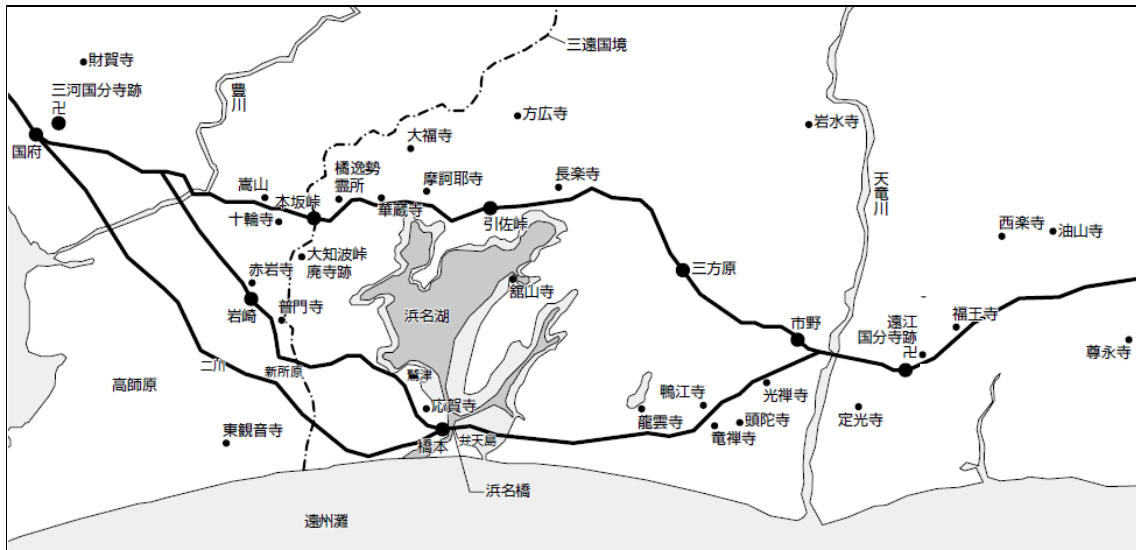 財賀寺
三河国分寺跡
卍
国府
豊川
三遠国境
方広寺
岩水寺
大福寺
橘逸勢
霊所
摩訶耶寺
長楽寺
天竜川
嵩山
本坂峠
華蔵寺
引佐峠
十輪寺
西楽寺
油山寺
大知波峠
廃寺跡
赤岩寺
舘山寺
三方原
岩崎
普門寺
浜名湖
市野
遠江
国分寺跡
卍
福王寺
尊永寺
二川
新所原
鷲津
高師原
応賀寺
鴨江寺
光禅寺
龍雲寺
竜禅寺
頭陀寺
定光寺
東観音寺
橋本
弁天島
浜名橋
遠州灘